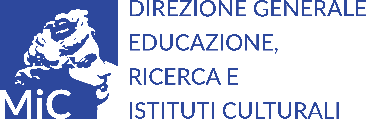 DIREZIONE GENERALE
EDUCAZIONE,
RICERCA E
ISTITUTI CULTURALI
MiC